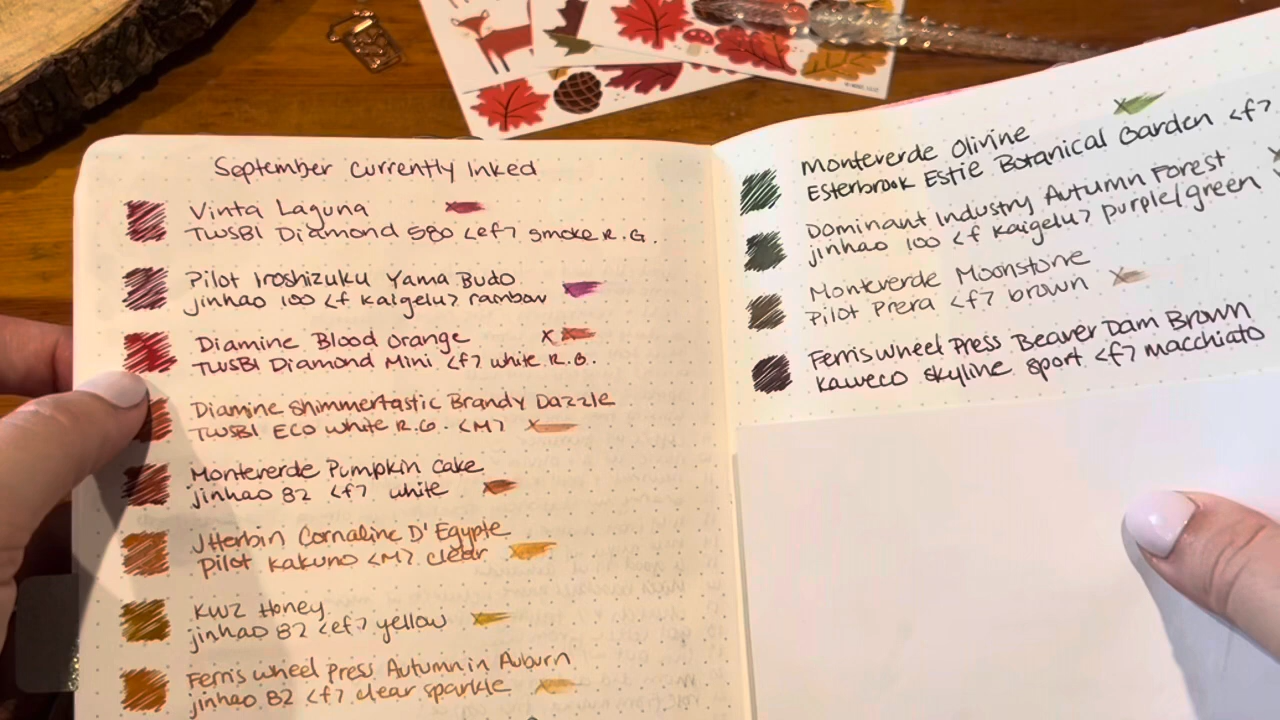 September Currently Inked
Vinta Laguna
TWSBI Diamond 580 <ef> smoke R.G.
Pilot Iroshizuku Yama Budo
jinhao 100 <f Kaigelu> rainbow
Diamine Blood Orange
TWSBI Diamond Mini <f> white R.G.
Diamine Shimmertastic Brandy Dazzle
TWSBI ECO white R.G. <M>
Monteverde Pumpkin Cake
jinhao 82 <f> white
JHerbin Cornaline D'Egypte
pilot Kakuno <M> clear
KWZ Honey
jinhao 82 <ef> yellow
Ferris wheel press Autumn in Auburn
jinhao 82 <f> clear sparkle
Monteverde Olivine
Esterbrook Estie Botanical Garden <f>
Dominant Industry Autumn Forest
jinhao 100 <f Kaigelu> purple/green
Monteverde Moonstone
Pilot Prera <f> brown
Ferriswheel Press Beaver Dam Brown
Kaweco skyline sport <f> macchiato